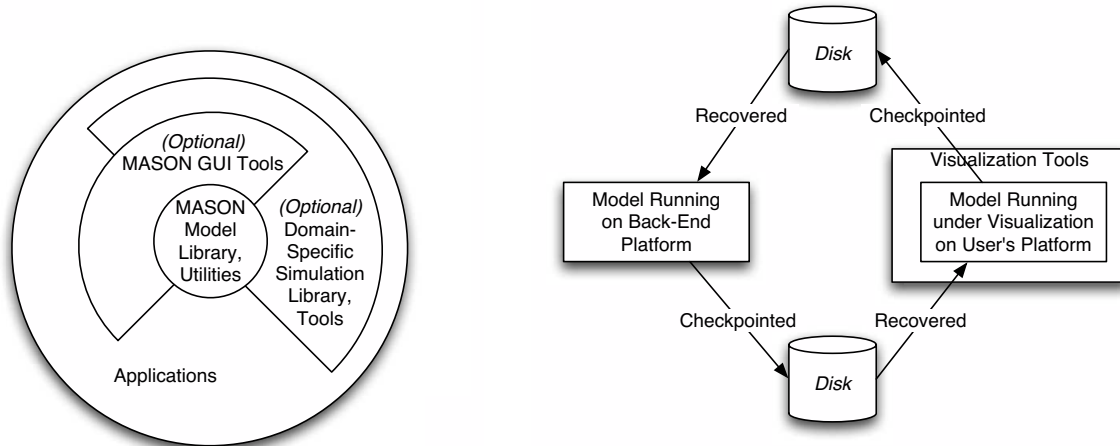 (Optional)
MASON GUI Tools
MASON
Model
Library,
Utilities
(Optional)
Domain-
Specific
Simulation
Library,
Tools
Applications
Disk
Recovered
Checkpointed
Model Running
on Back-End
Platform
Visualization Tools
Model Running
under Visualization
on User's Platform
Checkpointed
Recovered
Disk